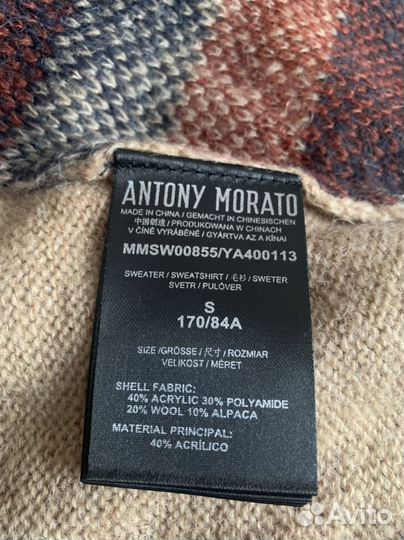 ANTONY MORATO
MADE IN CHINA / GEMACHT IN CHINESISCHEN
中国制造 / PRODUKOWANA W CHINACH
V ČÍNĚ VYRÁBĚNÉ / GYÁRTVA AZ A KÍNAI
MMSW00855/YA400113
SWEATER / SWEATSHIRT / 毛衫 / SWETER
SVETR / PULÓVER
S
170/84A
SIZE /GRÖSSE / 尺寸 / ROZMIAR
VELIKOST / MÉRET
SHELL FABRIC:
40% ACRYLIC 30% POLYAMIDE
20% WOOL 10% ALPACA
MATERIAL PRINCIPAL:
40% ACRÍLICO
Avito